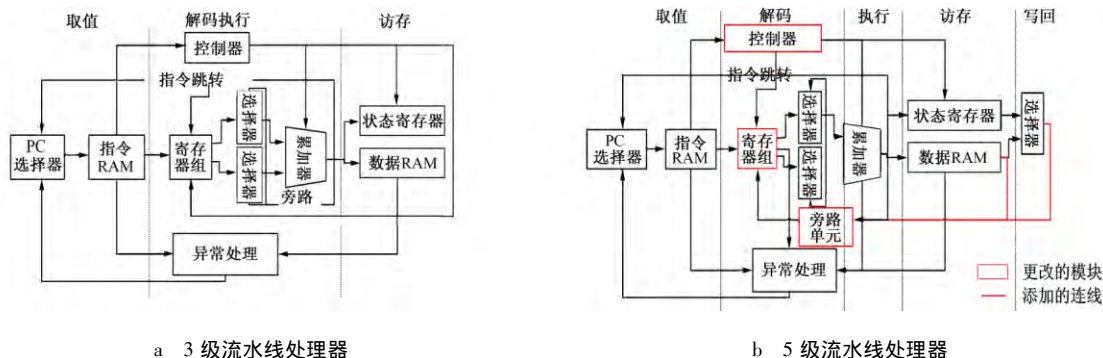 取值 解码执行 访存
控制器
指令跳转
选择器
状态寄存器
PC
选择器
指令
RAM
寄存
器组
选择器
累加器
数据RAM
旁路
异常处理
a 3 级流水线处理器
取值 解码 执行 访存 写回
控制器
指令跳转
选择器
状态寄存器
选择器
PC
选择器
指令
RAM
寄存
器组
选择器
累加器
数据RAM
旁路
单元
异常处理
更改的模块
添加的连线
b 5 级流水线处理器